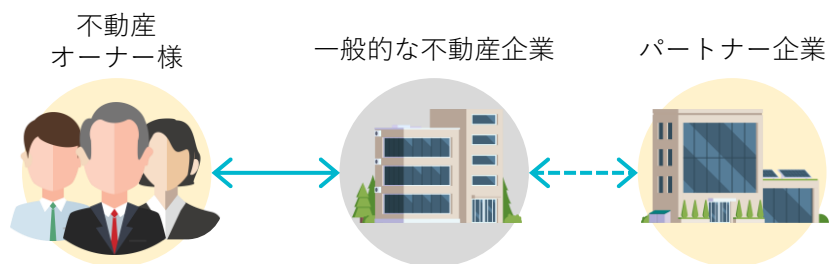 不動産
オーナー様
一般的な不動産企業
パートナー企業